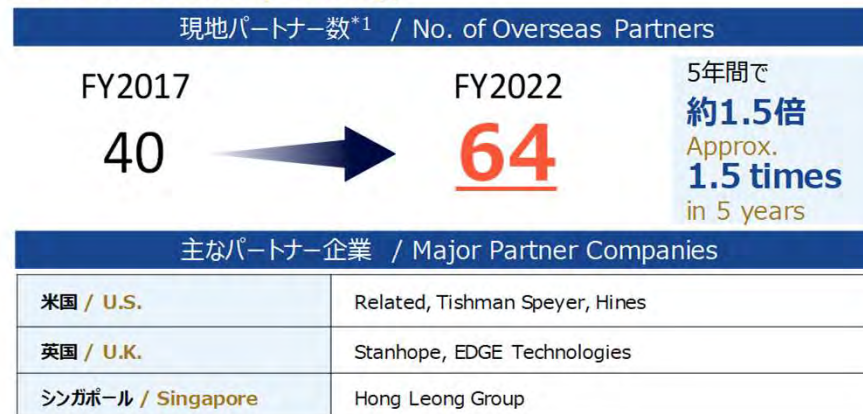 現地パートナー数*1 / No. of Overseas Partners
FY2017
40
FY2022
64
5年間で
約1.5倍
Approx.
1.5 times
in 5 years
主なパートナー企業 / Major Partner Companies
米国 / U.S. Related, Tishman Speyer, Hines
英国 / U.K. Stanhope, EDGE Technologies
シンガポール / Singapore Hong Leong Group